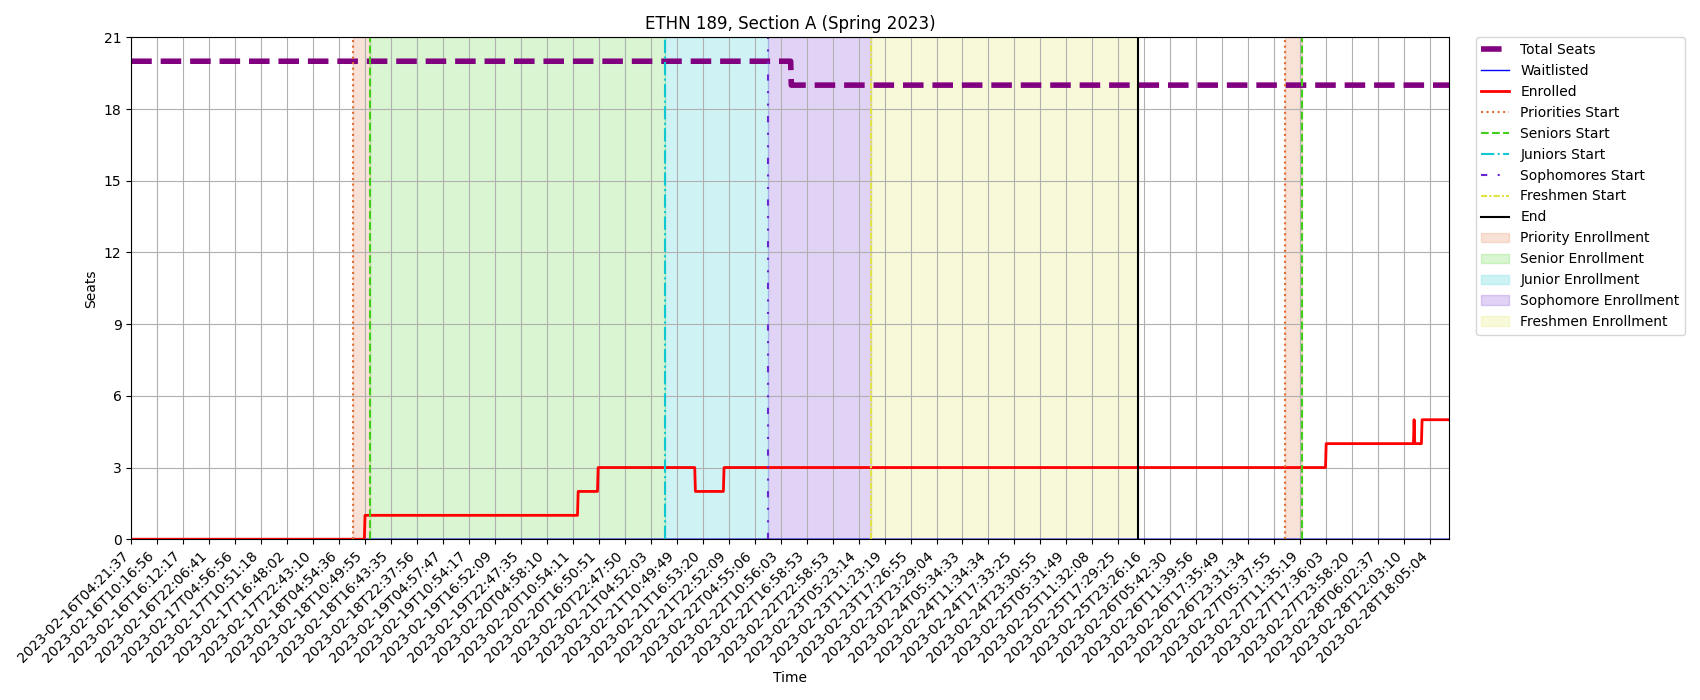 ETHN 189, Section A (Spring 2023)
21
18
15
12
9
6
3
0
Seats
2023-02-16T04:21:37
2023-02-16T10:16:56
2023-02-16T16:12:17
2023-02-16T22:06:41
2023-02-17T04:56:56
2023-02-17T10:51:18
2023-02-17T16:48:02
2023-02-17T22:43:10
2023-02-18T04:54:36
2023-02-18T10:49:55
2023-02-18T16:43:35
2023-02-18T22:37:56
2023-02-19T04:57:47
2023-02-19T10:54:17
2023-02-19T16:52:09
2023-02-19T22:47:35
2023-02-20T04:58:10
2023-02-20T10:54:11
2023-02-20T16:50:51
2023-02-20T22:47:50
2023-02-21T04:52:03
2023-02-21T10:49:49
2023-02-21T16:53:20
2023-02-21T22:52:09
2023-02-22T04:55:06
2023-02-22T10:56:03
2023-02-22T16:58:53
2023-02-22T22:58:53
2023-02-23T05:23:14
2023-02-23T11:23:19
2023-02-23T17:26:55
2023-02-23T23:29:04
2023-02-24T05:34:33
2023-02-24T11:34:34
2023-02-24T17:33:25
2023-02-24T23:30:55
2023-02-25T05:31:49
2023-02-25T11:32:08
2023-02-25T17:29:25
2023-02-25T23:26:16
2023-02-26T05:42:30
2023-02-26T11:39:56
2023-02-26T17:35:49
2023-02-26T23:31:34
2023-02-27T05:37:55
2023-02-27T11:35:19
2023-02-27T17:36:03
2023-02-27T23:58:20
2023-02-28T06:02:37
2023-02-28T12:03:10
2023-02-28T18:05:04
Time
Total Seats
Waitlisted
Enrolled
Priorities Start
Seniors Start
Juniors Start
Sophomores Start
Freshmen Start
End
Priority Enrollment
Senior Enrollment
Junior Enrollment
Sophomore Enrollment
Freshmen Enrollment